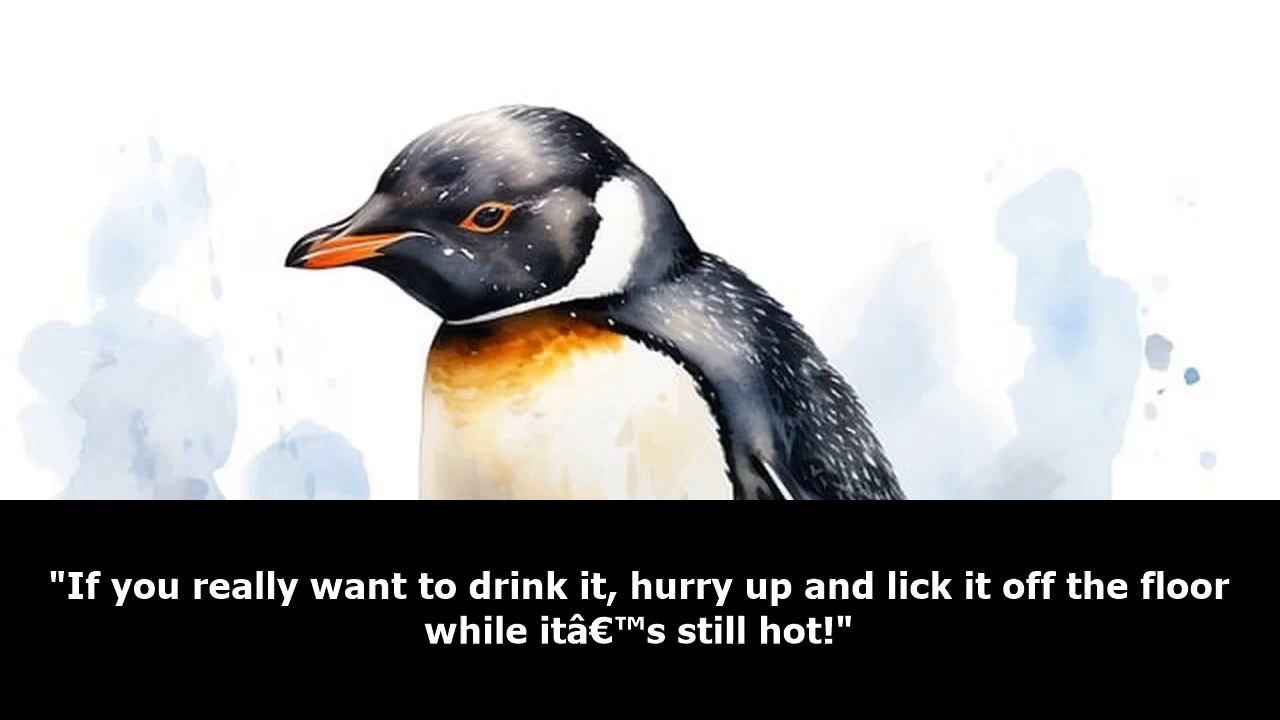 "If you really want to drink it, hurry up and lick it off the floor
while itâ€™s still hot!"